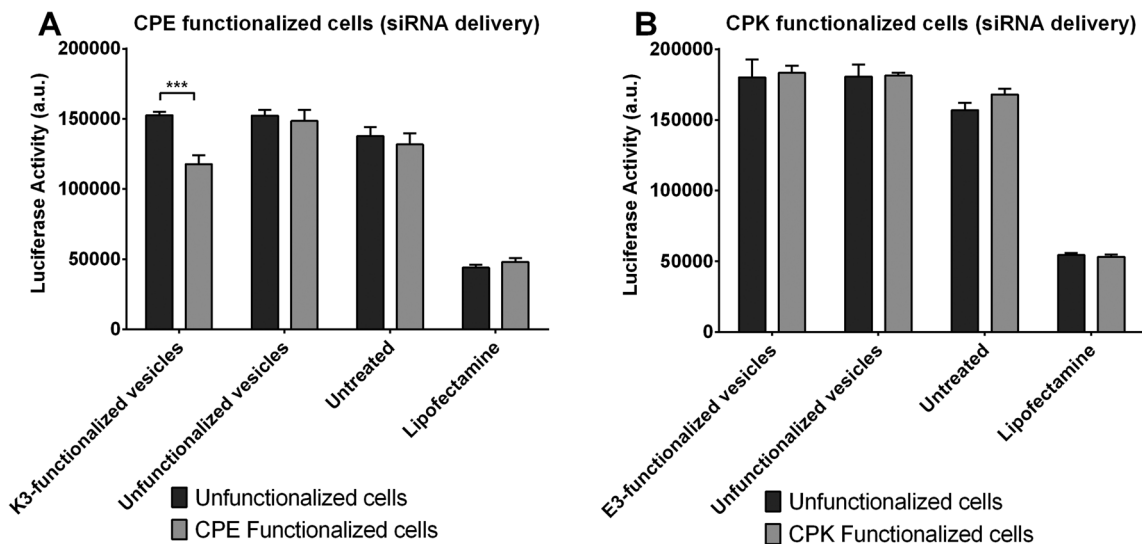 A
CPE functionalized cells (siRNA delivery)
200000
150000
100000
50000
0
Luciferase Activity (a.u.)
***
K3-functionalized vesicles
Unfunctionalized vesicles
Untreated
Lipofectamine
Unfunctionalized cells
CPE Functionalized cells
B
CPK functionalized cells (siRNA delivery)
200000
150000
100000
50000
0
Luciferase Activity (a.u.)
E3-functionalized vesicles
Unfunctionalized vesicles
Untreated
Lipofectamine
Unfunctionalized cells
CPK Functionalized cells